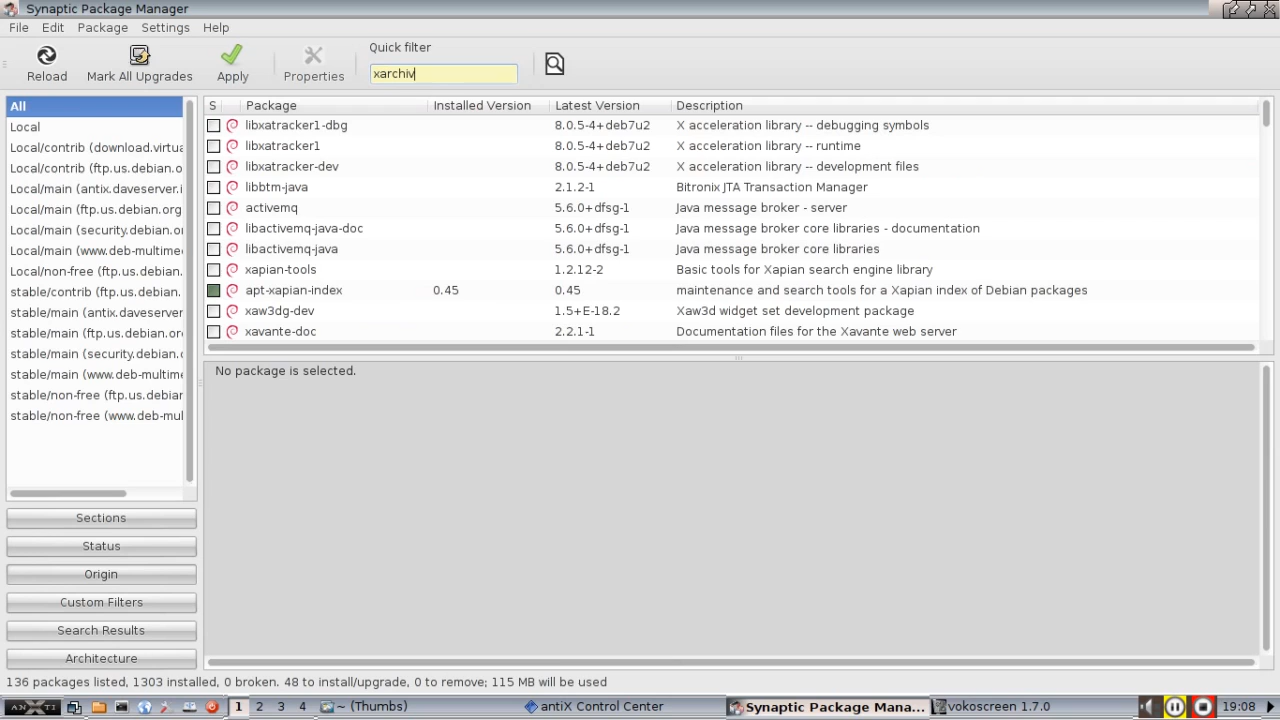 Synaptic Package Manager
File Edit Package Settings Help
Quick filter
Reload Mark All Upgrades Apply Properties xarchiv
All
Local
Local/contrib (download.virtua
Local/contrib (ftp.us.debian.o
Local/main (antix.daveserver.i
Local/main (ftp.us.debian.org
Local/main (security.debian.or
Local/main (www.deb-multime
Local/non-free (ftp.us.debian.
stable/contrib (ftp.us.debian.
stable/main (antix.daveserver
stable/main (ftp.us.debian.org
stable/main (security.debian.o
stable/main (www.deb-multime
stable/non-free (ftp.us.debian
stable/non-free (www.deb-mul
Sections
Status
Origin
Custom Filters
Search Results
Architecture
S Package Installed Version Latest Version Description
libxatracker1-dbg 8.0.5-4+deb7u2 X acceleration library -- debugging symbols
libxatracker1 8.0.5-4+deb7u2 X acceleration library -- runtime
libxatracker-dev 8.0.5-4+deb7u2 X acceleration library -- development files
libbtm-java 2.1.2-1 Bitronix JTA Transaction Manager
activemq 5.6.0+dfsg-1 Java message broker - server
libactivemq-java-doc 5.6.0+dfsg-1 Java message broker core libraries - documentation
libactivemq-java 5.6.0+dfsg-1 Java message broker core libraries
xapian-tools 1.2.12-2 Basic tools for Xapian search engine library
apt-xapian-index 0.45 0.45 maintenance and search tools for a Xapian index of Debian packages
xaw3dg-dev 1.5+E-18.2 Xaw3d widget set development package
xavante-doc 2.2.1-1 Documentation files for the Xavante web server
No package is selected.
136 packages listed, 1303 installed, 0 broken. 48 to install/upgrade, 0 to remove; 115 MB will be used
1 2 3 4 ~ (Thumbs) antiX Control Center Synaptic Package Mana... vokoscreen 1.7.0 19:08